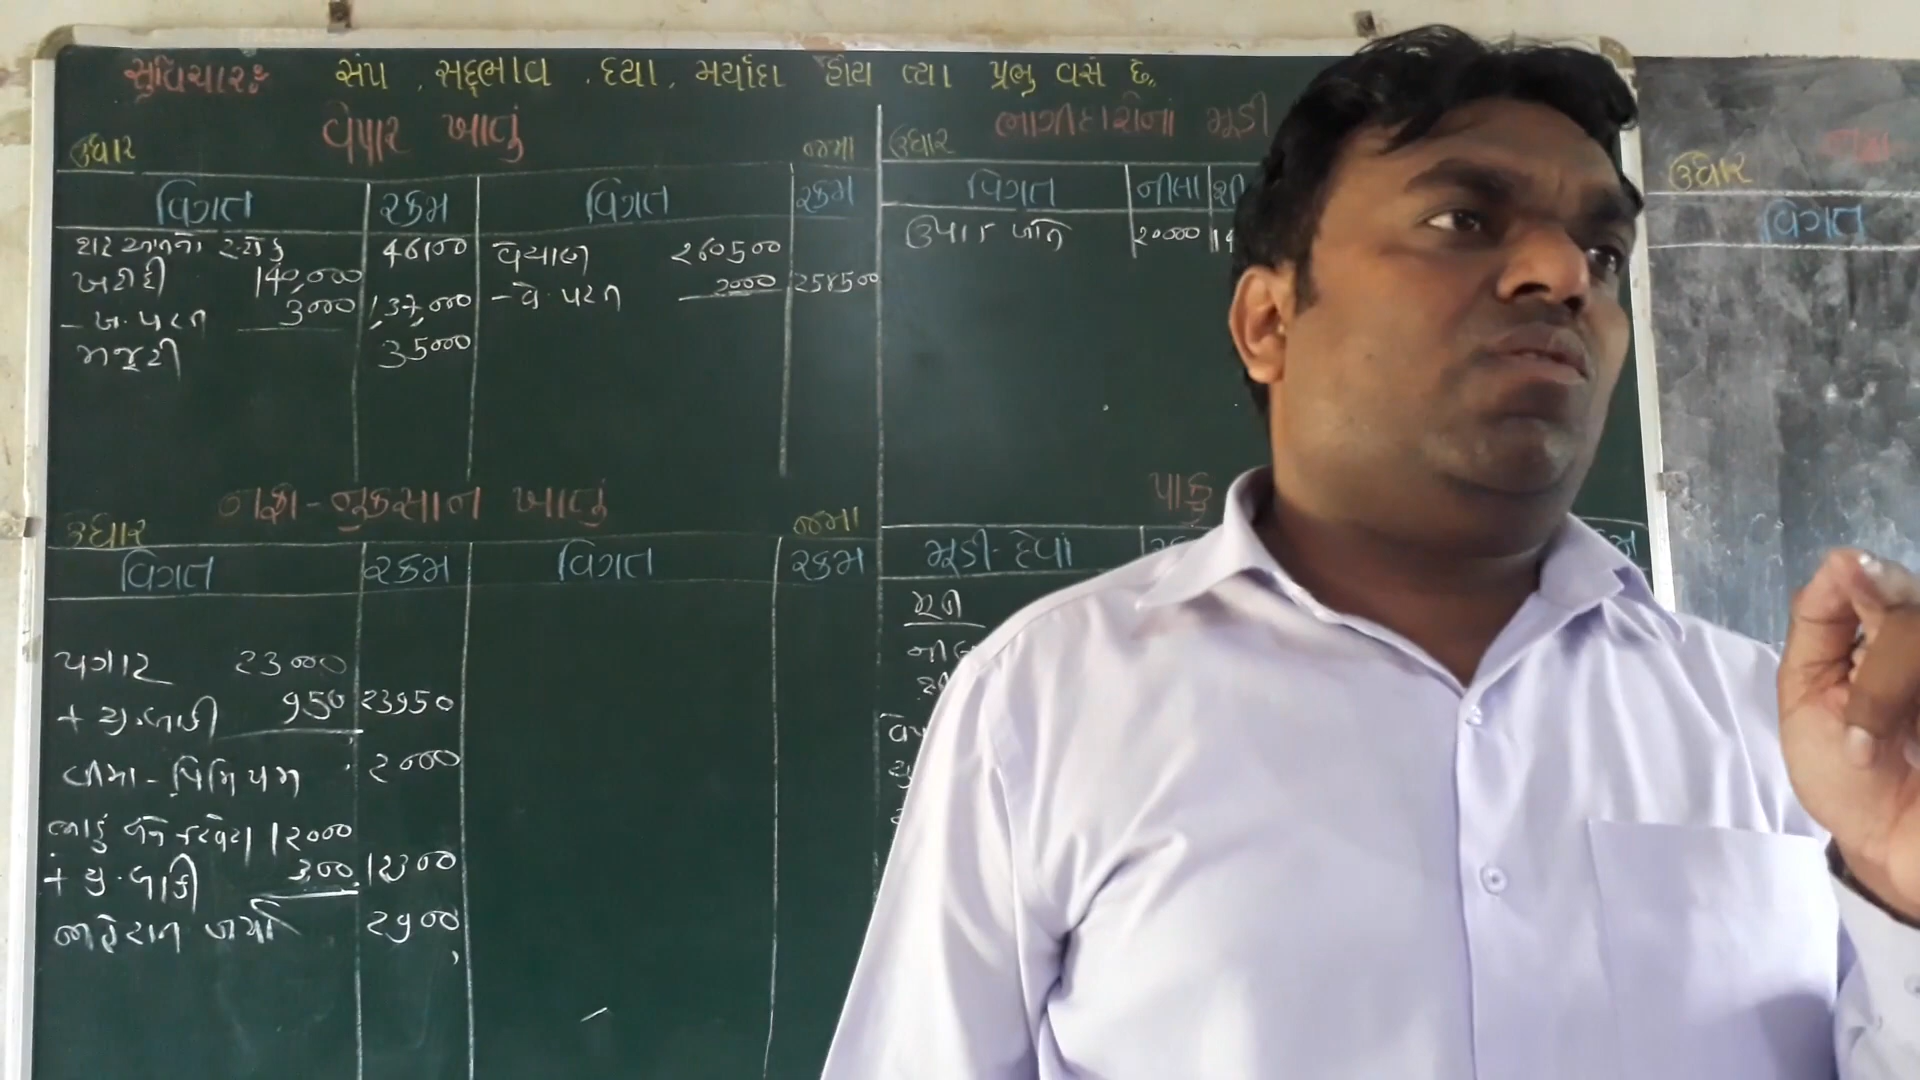 સુવિચારઃ સંપ , સદ્દભાવ , દયા , મર્યાદા હોય ત્યા પ્રભુ વસે છે.
વેપાર ખાતું
ઉધાર જમા
વિગત રકમ વિગત રકમ
શરૂઆતનો સ્ટોક 46100 વેચાણ ૨૬૦૫૦૦
ખરીદી 140,000
- ખ. પરત 3000 1,37,000 - વે. પરત 2000 258500
મજૂરી 35000
નફા-નુકસાન ખાતું
ઉધાર જમા
વિગત રકમ વિગત રકમ
પગાર 23000
+ ચુ.બાકી 950 23950
વીમા-પ્રિમિયમ 2000
ભાડું 12000
+ ચુ.બાકી 300 12300
જાહેરાત ખર્ચ 2900
ભાગીદારોનાં મૂડી
ઉધાર
વિગત નીલા શી
ઉપાડ ખાતે 20000 14
પાકુ
મૂડી-દેવાં
મૂડી
ઉધાર
વિગત